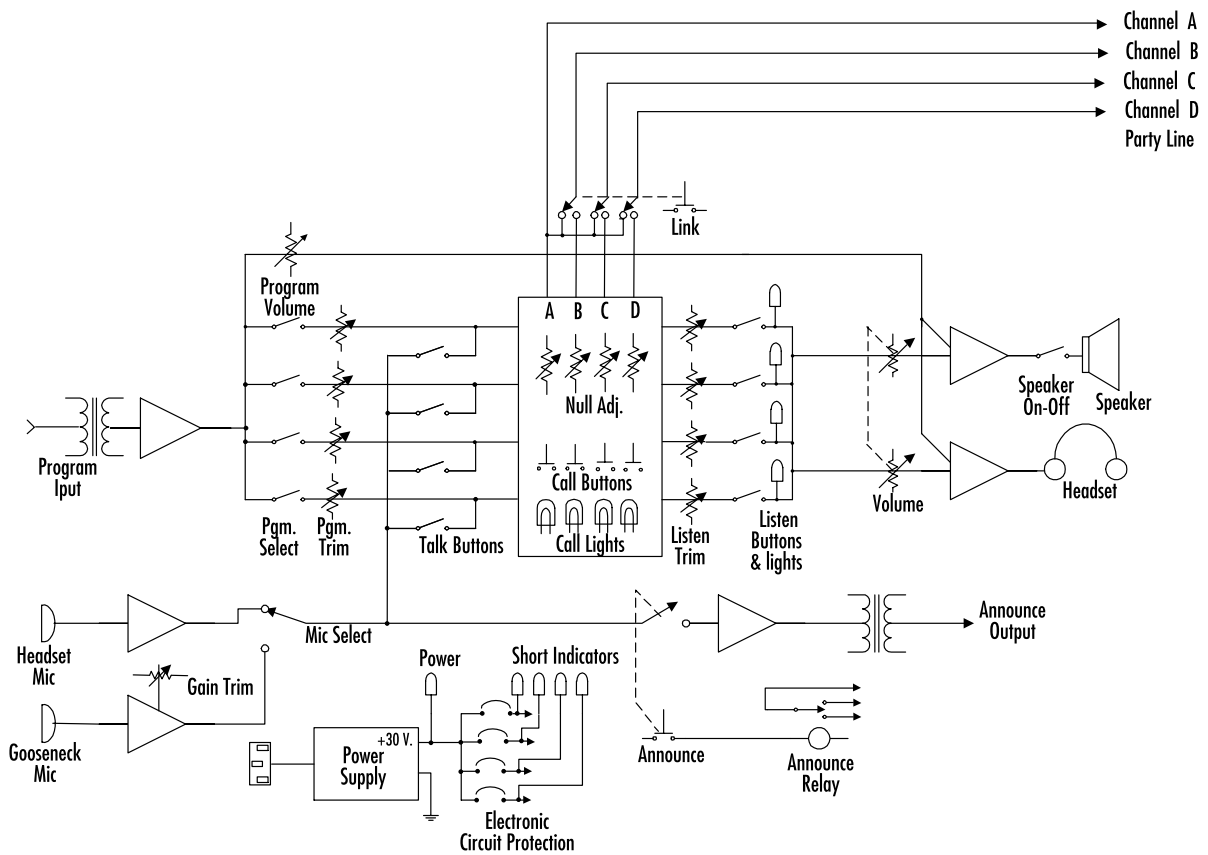 Channel A
Channel B
Channel C
Channel D
Party Line
Link
Program
Volume
A B C D
Null Adj.
Call Buttons
Call Lights
Program
Iput
Pgm.
Select
Pgm.
Trim
Talk Buttons
Listen
Trim
Listen
Buttons
& lights
Volume
Speaker
On-Off
Speaker
Headset
Headset
Mic
Mic Select
Gain Trim
Gooseneck
Mic
Power
Short Indicators
+30 V.
Power
Supply
Electronic
Circuit Protection
Announce
Announce
Relay
Announce
Output